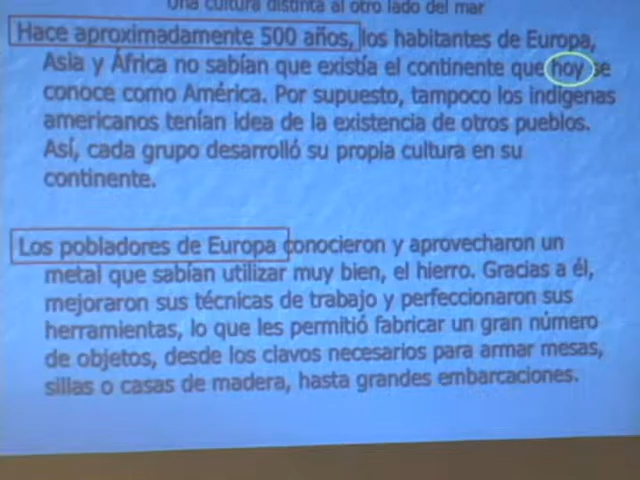 Una cultura distinta al otro lado del mar
Hace aproximadamente 500 años, los habitantes de Europa,
Asia y África no sabían que existía el continente que hoy se
conoce como América. Por supuesto, tampoco los indígenas
americanos tenían idea de la existencia de otros pueblos.
Así, cada grupo desarrolló su propia cultura en su
continente.
Los pobladores de Europa conocieron y aprovecharon un
metal que sabían utilizar muy bien, el hierro. Gracias a él,
mejoraron sus técnicas de trabajo y perfeccionaron sus
herramientas, lo que les permitió fabricar un gran número
de objetos, desde los clavos necesarios para armar mesas,
sillas o casas de madera, hasta grandes embarcaciones.